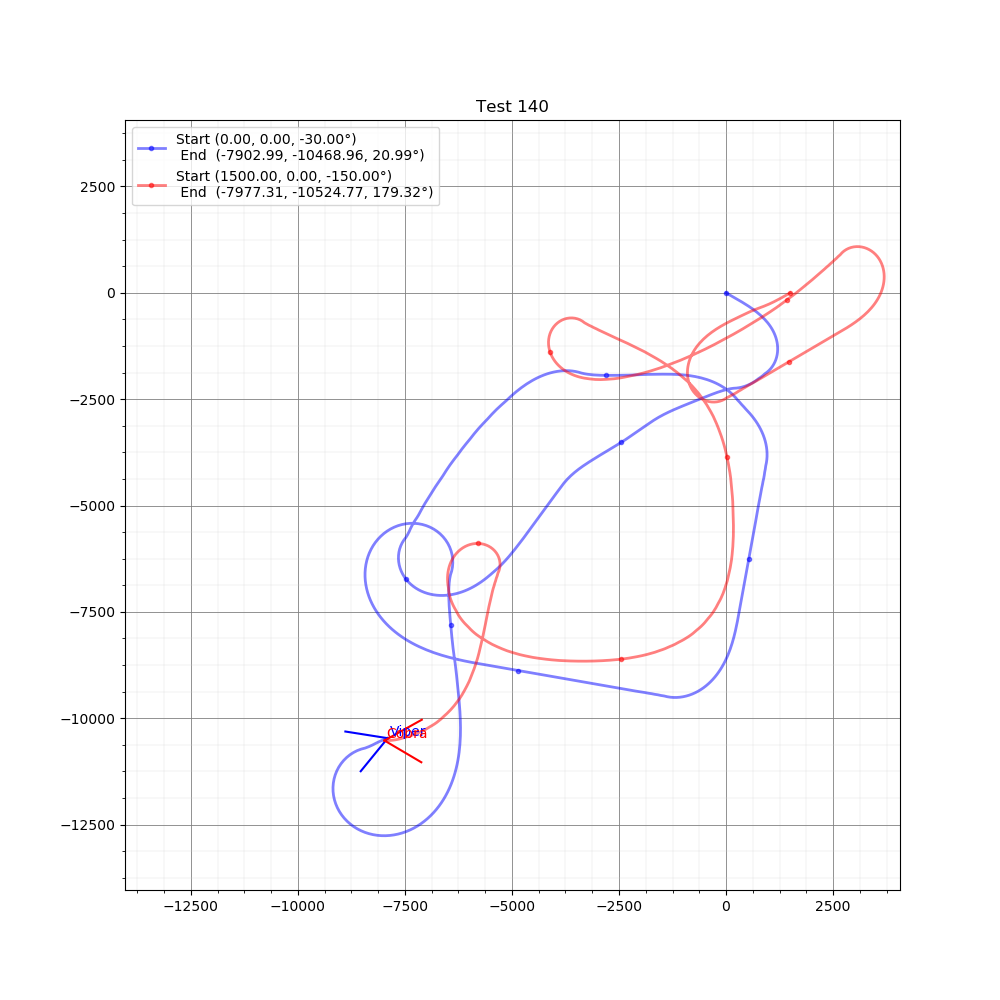 Test 140
Start (0.00, 0.00, -30.00°)
End  (-7902.99, -10468.96, 20.99°)
Start (1500.00, 0.00, -150.00°)
End  (-7977.31, -10524.77, 179.32°)
2500
0
−2500
−5000
−7500
−10000
−12500
Viper
Cobra
−12500
−10000
−7500
−5000
−2500
0
2500